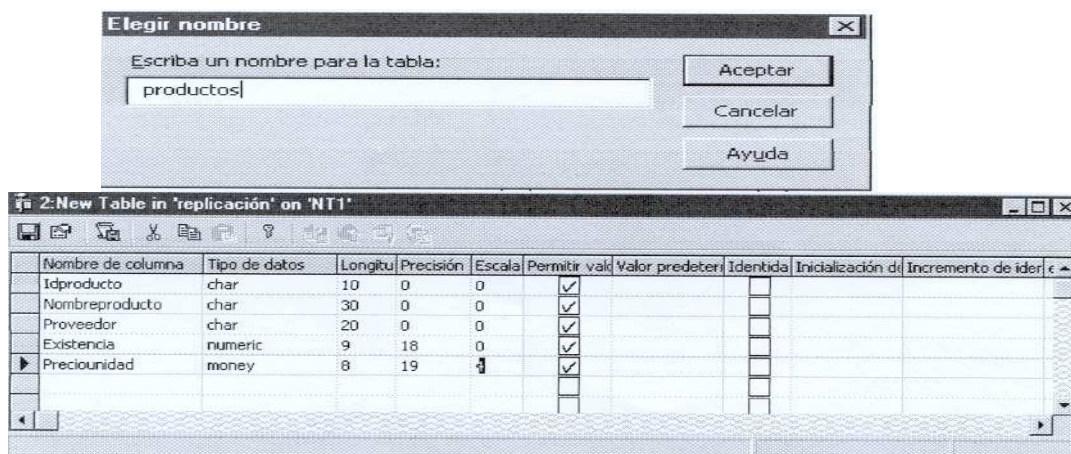 Elegir nombre
Escriba un nombre para la tabla:
productos
Aceptar
Cancelar
Ayuda
2:New Table in 'replicación' on 'NT1'
Nombre de columna Tipo de datos Longitu Precisión Escala Permitir valc Valor predeteri Identida Inicialización de Incremento de ider
Idproducto char 10 0 0
Nombreproducto char 30 0 0
Proveedor char 20 0 0
Existencia numeric 9 18 0
Preciounidad money 8 19